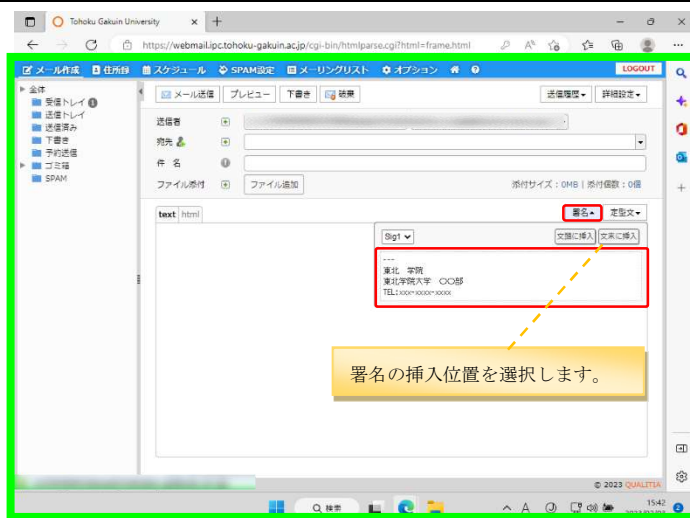 Tohoku Gakuin University
https://webmail.ipc.tohoku-gakuin.ac.jp/cgi-bin/htmlparse.cgi?html=frame.html
メール作成 住所録 スケジュール SPAM設定 メーリングリスト オプション LOGOUT
全体
受信トレイ 1
送信トレイ
送信済み
下書き
予約送信
ゴミ箱
SPAM
メール送信 プレビュー 下書き 破棄 送信履歴 詳細設定
送信者
宛先
件 名
ファイル添付 ファイル追加 添付サイズ：0MB | 添付個数：0個
text html 署名 定型文
Sig1 文頭に挿入 文末に挿入
---
東北 学院
東北学院大学 〇〇部
TEL:xxx-xxxx-xxxx
署名の挿入位置を選択します。
© 2023 QUALITIA
検索 A 15:42